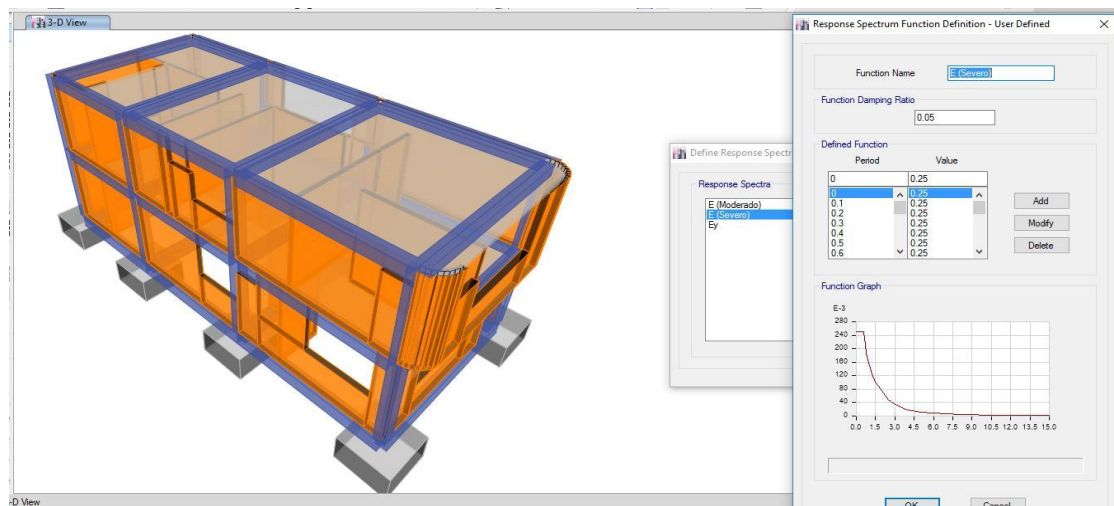 3-D View
Response Spectrum Function Definition - User Defined
Function Name
E (Severo)
Function Damping Ratio
0.05
Defined Function
Period Value
0 0.25
0 0.25
0.1 0.25
0.2 0.25
0.3 0.25
0.4 0.25
0.5 0.25
0.6 0.25
Add
Modify
Delete
Function Graph
E-3
280
240
200
160
120
80
40
0
0.0 1.5 3.0 4.5 6.0 7.5 9.0 10.5 12.0 13.5 15.0
OK Cancel
Define Response Spectr
Response Spectra
E (Moderado)
E (Severo)
Ey
-D View